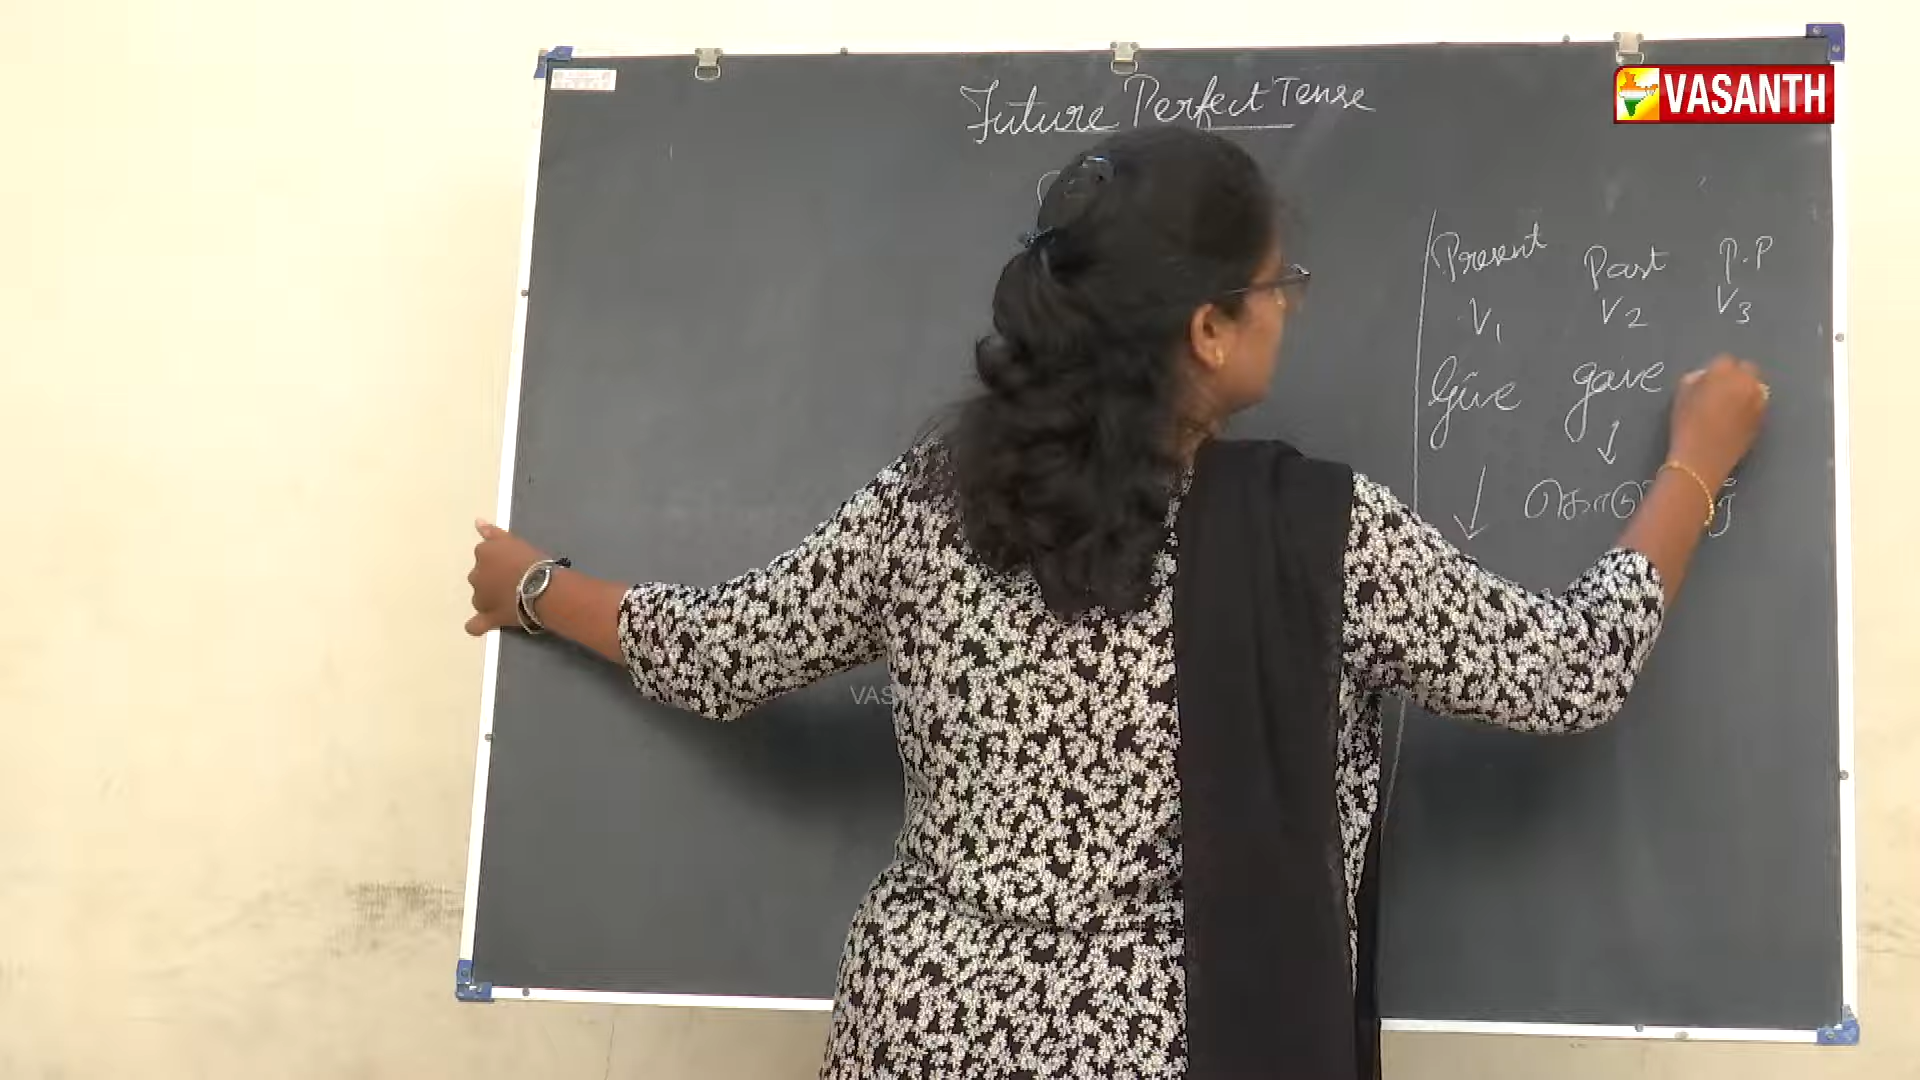 Future Perfect Tense
VASANTH
Present Past P.P
V1 V2 V3
Give gave